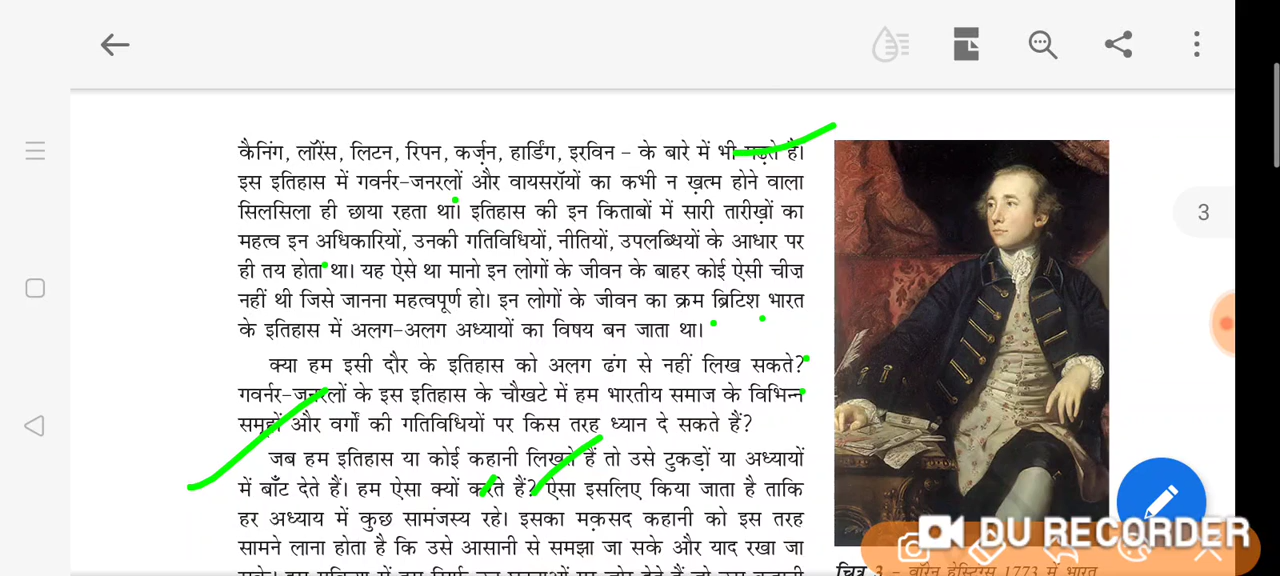 कैनिंग, लॉरेंस, लिटन, रिपन, कर्ज़न, हार्डिंग, इरविन – के बारे में भी पढ़ते हैं।
इस इतिहास में गवर्नर-जनरलों और वायसरॉयों का कभी न ख़त्म होने वाला
सिलसिला ही छाया रहता था। इतिहास की इन किताबों में सारी तारीख़ों का
महत्व इन अधिकारियों, उनकी गतिविधियों, नीतियों, उपलब्धियों के आधार पर
ही तय होता था। यह ऐसे था मानो इन लोगों के जीवन के बाहर कोई ऐसी चीज़
नहीं थी जिसे जानना महत्वपूर्ण हो। इन लोगों के जीवन का क्रम ब्रिटिश भारत
के इतिहास में अलग-अलग अध्यायों का विषय बन जाता था।
क्या हम इसी दौर के इतिहास को अलग ढंग से नहीं लिख सकते?
गवर्नर-जनरलों के इस इतिहास के चौखटे में हम भारतीय समाज के विभिन्न
समूहों और वर्गों की गतिविधियों पर किस तरह ध्यान दे सकते हैं?
जब हम इतिहास या कोई कहानी लिखते हैं तो उसे टुकड़ों या अध्यायों
में बाँट देते हैं। हम ऐसा क्यों करते हैं? ऐसा इसलिए किया जाता है ताकि
हर अध्याय में कुछ सामंजस्य रहे। इसका मक़सद कहानी को इस तरह
सामने लाना होता है कि उसे आसानी से समझा जा सके और याद रखा जा
3
DU RECORDER
चित्र 3 – वॉरेन हेस्टिंग्स 1773 में भारत